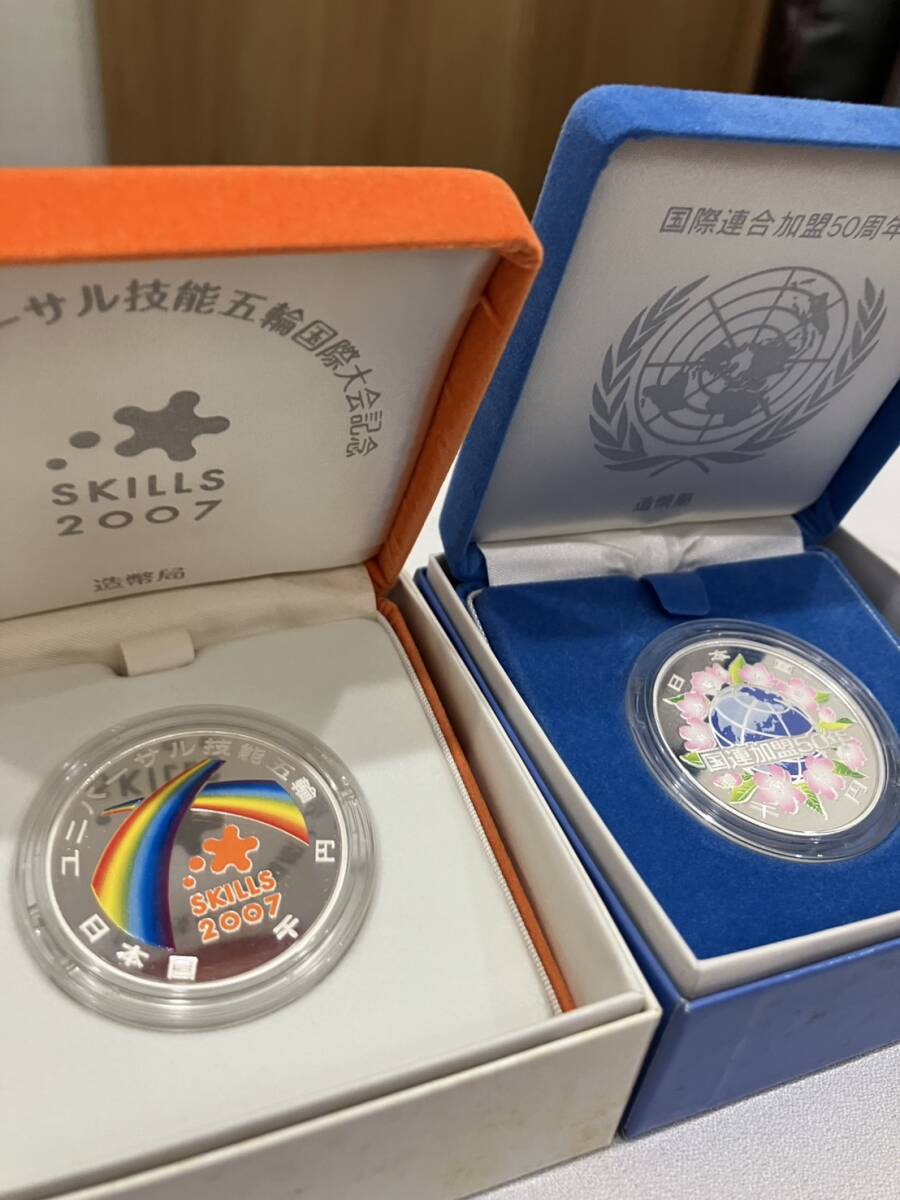 ーサル技能五輪国際大会記念
SKILLS
2007
造幣局
ユニバーサル技能五輪
SKILLS
2007
日本国
千円
国際連合加盟50周年
造幣局
日本国
国連加盟50
千円